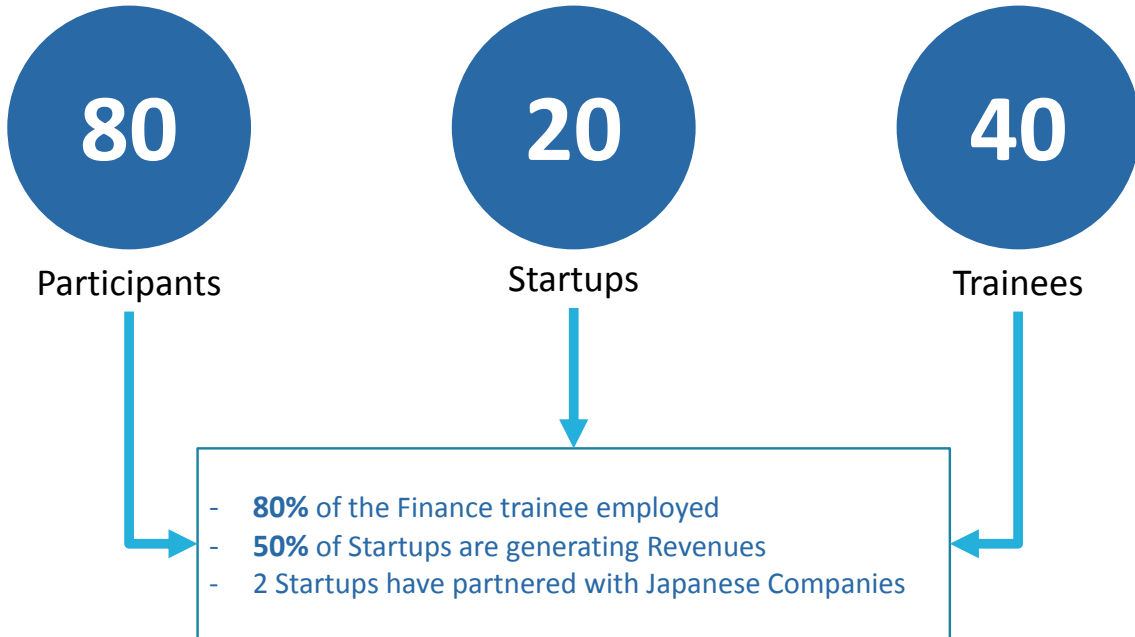 80
20
40
Participants
Startups
Trainees
- 80% of the Finance trainee employed
- 50% of Startups are generating Revenues
- 2 Startups have partnered with Japanese Companies